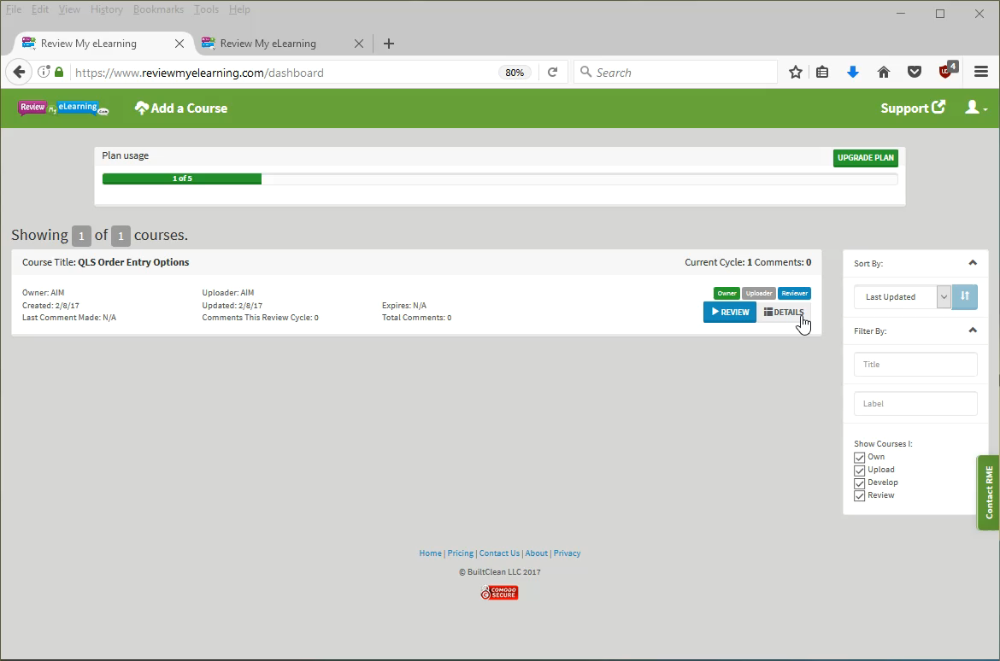 File Edit View History Bookmarks Tools Help
Review My eLearning
Review My eLearning
https://www.reviewmyelearning.com/dashboard
80%
Search
4
Review My eLearning .com
Add a Course
Support
Plan usage
UPGRADE PLAN
1 of 5
Showing 1 of 1 courses.
Course Title: QLS Order Entry Options
Current Cycle: 1 Comments: 0
Owner: AIM
Uploader: AIM
Owner Uploader Reviewer
Created: 2/8/17
Updated: 2/8/17
Expires: N/A
REVIEW
DETAILS
Last Comment Made: N/A
Comments This Review Cycle: 0
Total Comments: 0
Sort By:
Last Updated
Filter By:
Title
Label
Show Courses I:
Own
Upload
Develop
Review
Contact RME
Home | Pricing | Contact Us | About | Privacy
© BuiltClean LLC 2017
COMODO
SECURE